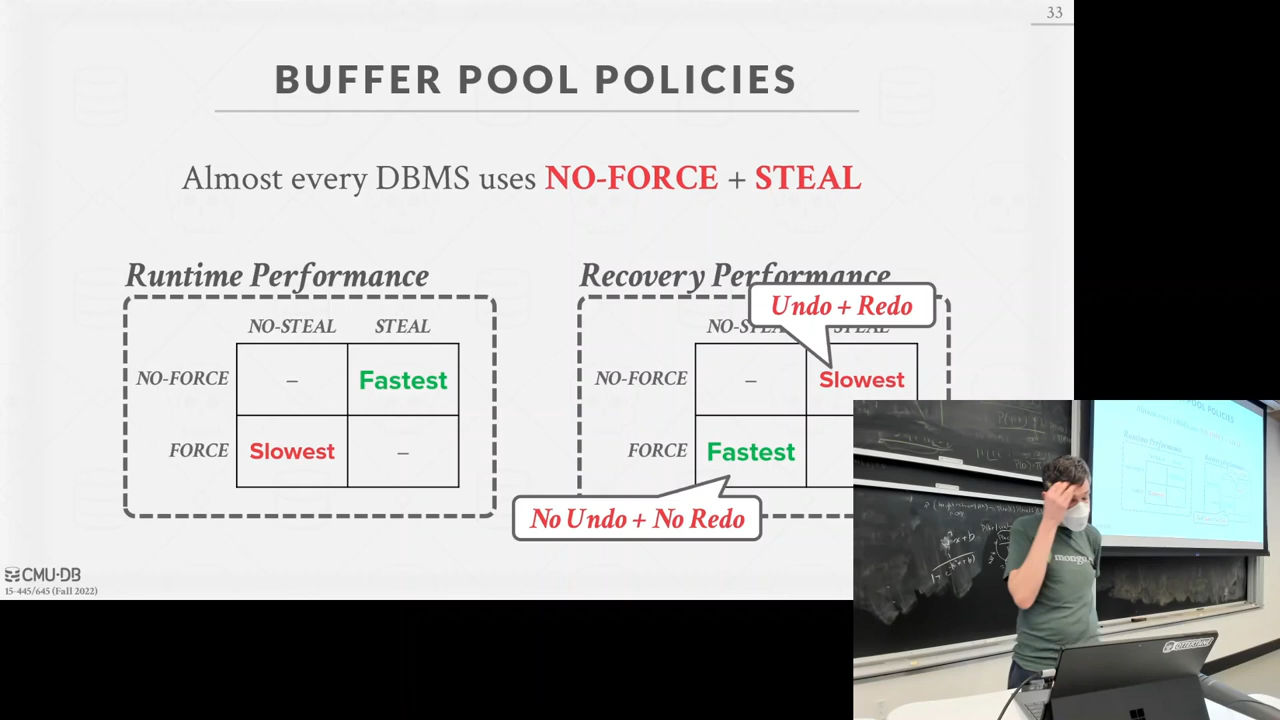 33
BUFFER POOL POLICIES
Almost every DBMS uses NO-FORCE + STEAL
Runtime Performance
NO-STEAL STEAL
NO-FORCE – Fastest
FORCE Slowest –
Recovery Performance
Undo + Redo
NO-FORCE – Slowest
FORCE Fastest
No Undo + No Redo
CMU·DB
15-445/645 (Fall 2022)